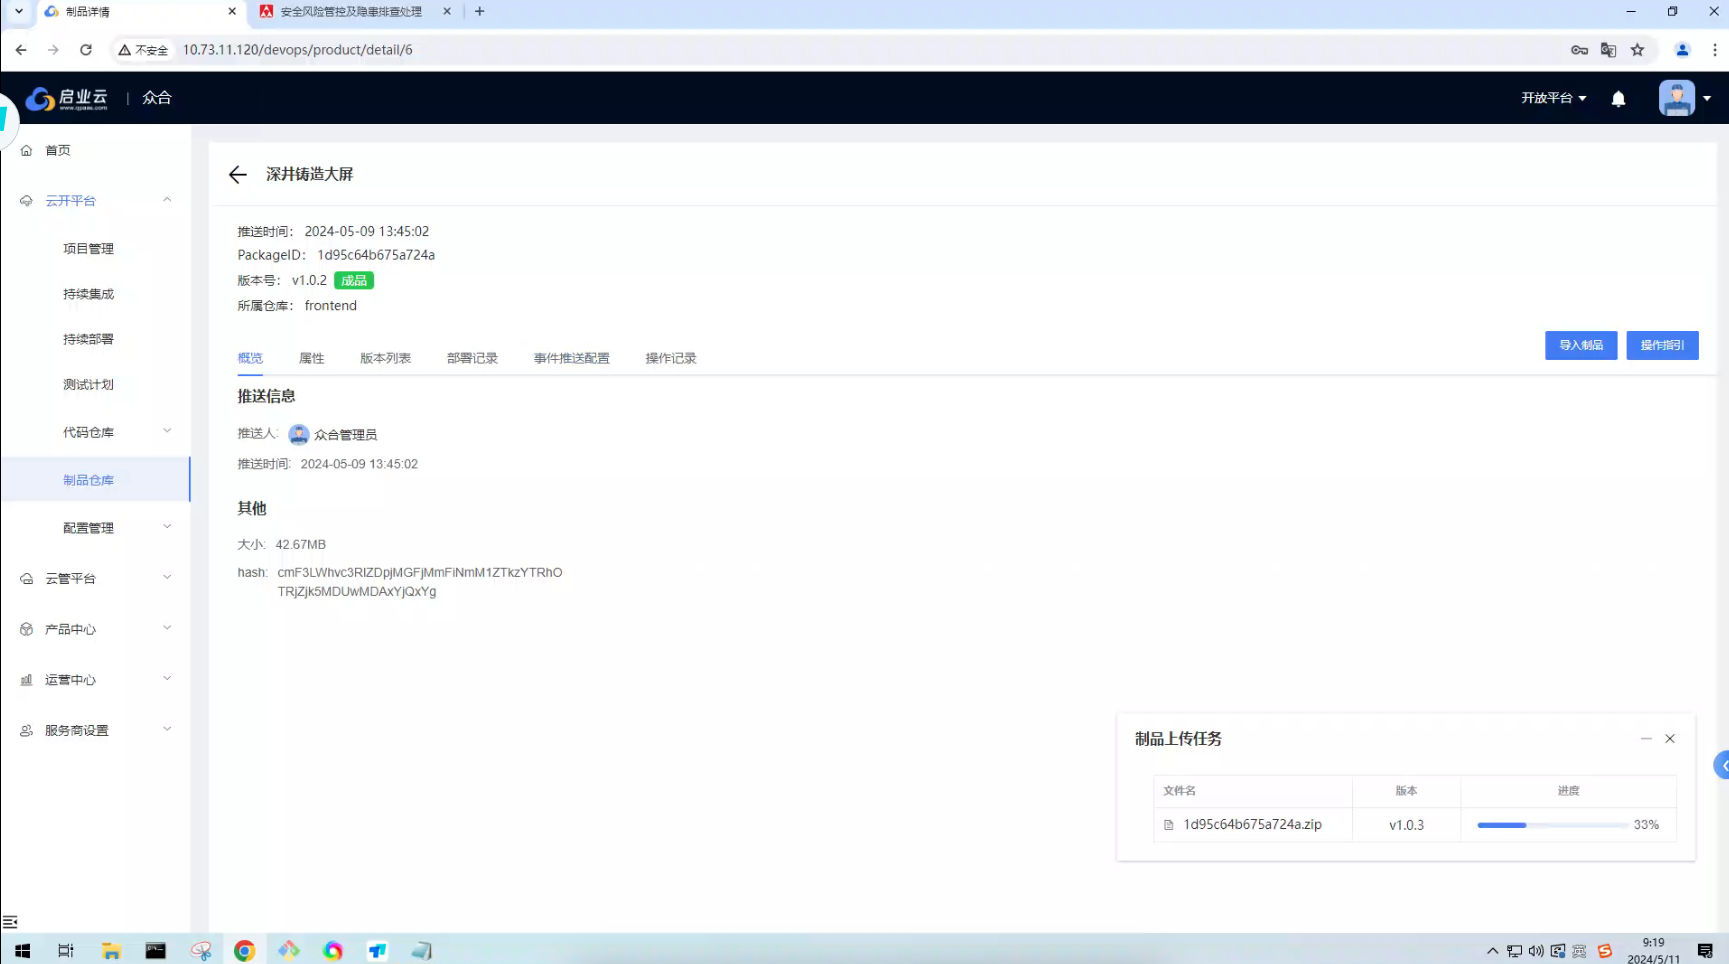 制品详情
安全风险管控及隐患排查处理
不安全
10.73.11.120/devops/product/detail/6
启业云
www.qpaas.com
众合
开放平台
首页
云开平台
项目管理
持续集成
持续部署
测试计划
代码仓库
制品仓库
配置管理
云管平台
产品中心
运营中心
服务商设置
深井铸造大屏
推送时间： 2024-05-09 13:45:02
PackageID： 1d95c64b675a724a
版本号： v1.0.2 成品
所属仓库： frontend
概览 属性 版本列表 部署记录 事件推送配置 操作记录
导入制品 操作指引
推送信息
推送人: 众合管理员
推送时间: 2024-05-09 13:45:02
其他
大小: 42.67MB
hash: cmF3LWhvc3RlZDpjMGFjMmFiNmM1ZTkzYTRhO
TRjZjk5MDUwMDAxYjQxYg
制品上传任务
文件名 版本 进度
1d95c64b675a724a.zip v1.0.3 33%
英
9:19
2024/5/11